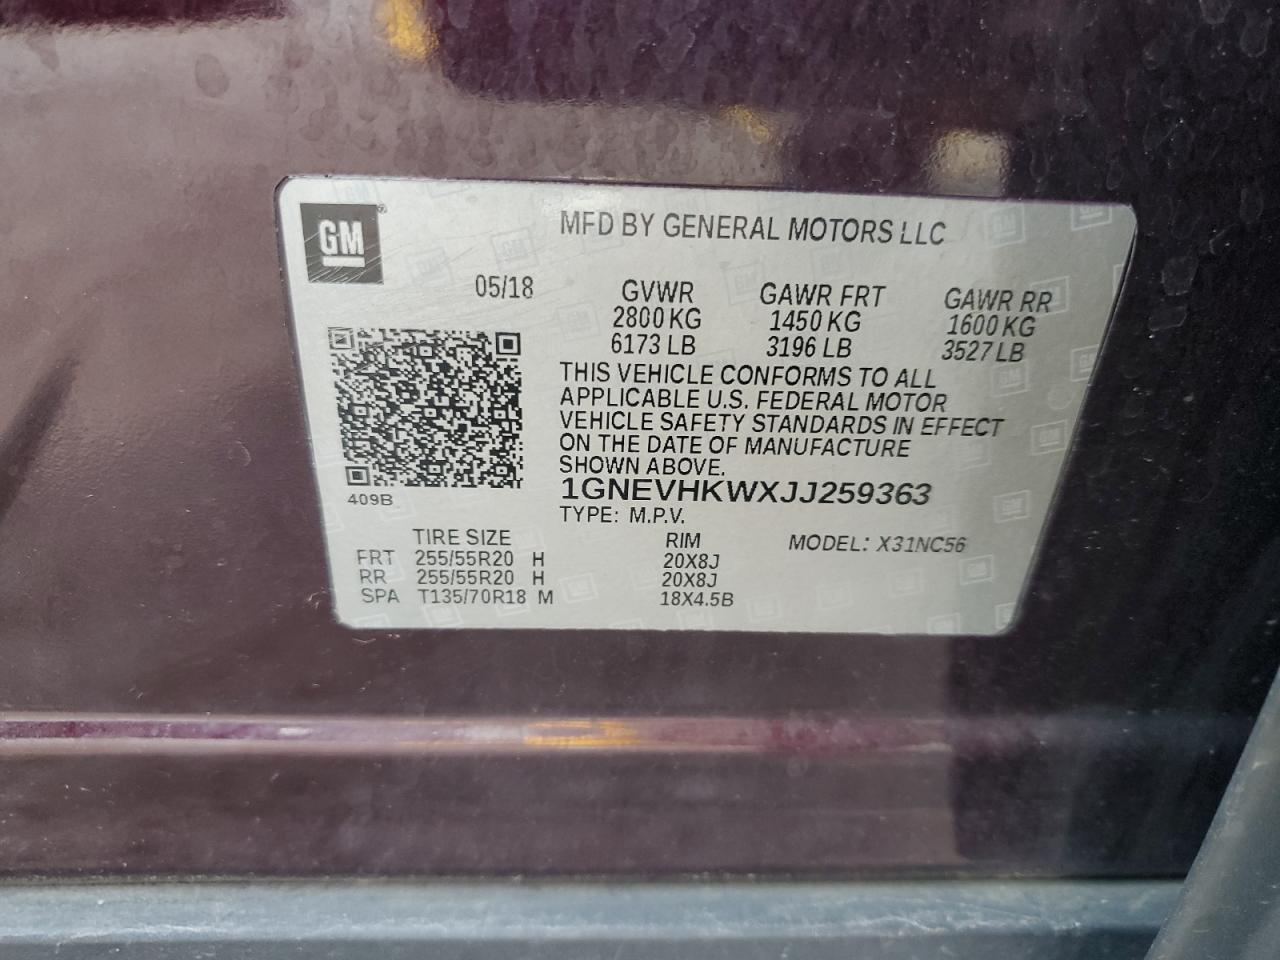 GM
MFD BY GENERAL MOTORS LLC
05/18
GVWR GAWR FRT GAWR RR
2800 KG 1450 KG 1600 KG
6173 LB 3196 LB 3527 LB
THIS VEHICLE CONFORMS TO ALL
APPLICABLE U.S. FEDERAL MOTOR
VEHICLE SAFETY STANDARDS IN EFFECT
ON THE DATE OF MANUFACTURE
SHOWN ABOVE.
1GNEVHKWXJJ259363
409B
TYPE: M.P.V.
TIRE SIZE RIM MODEL: X31NC56
FRT 255/55R20 H 20X8J
RR 255/55R20 H 20X8J
SPA T135/70R18 M 18X4.5B